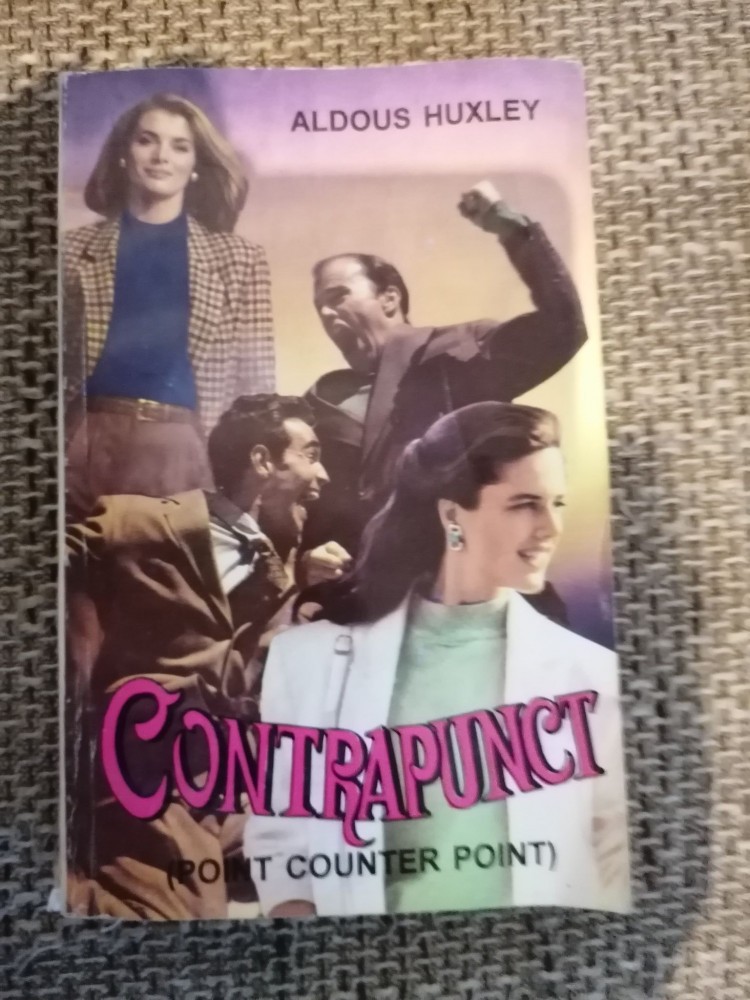 ALDOUS HUXLEY
CONTRAPUNCT
(POINT COUNTER POINT)